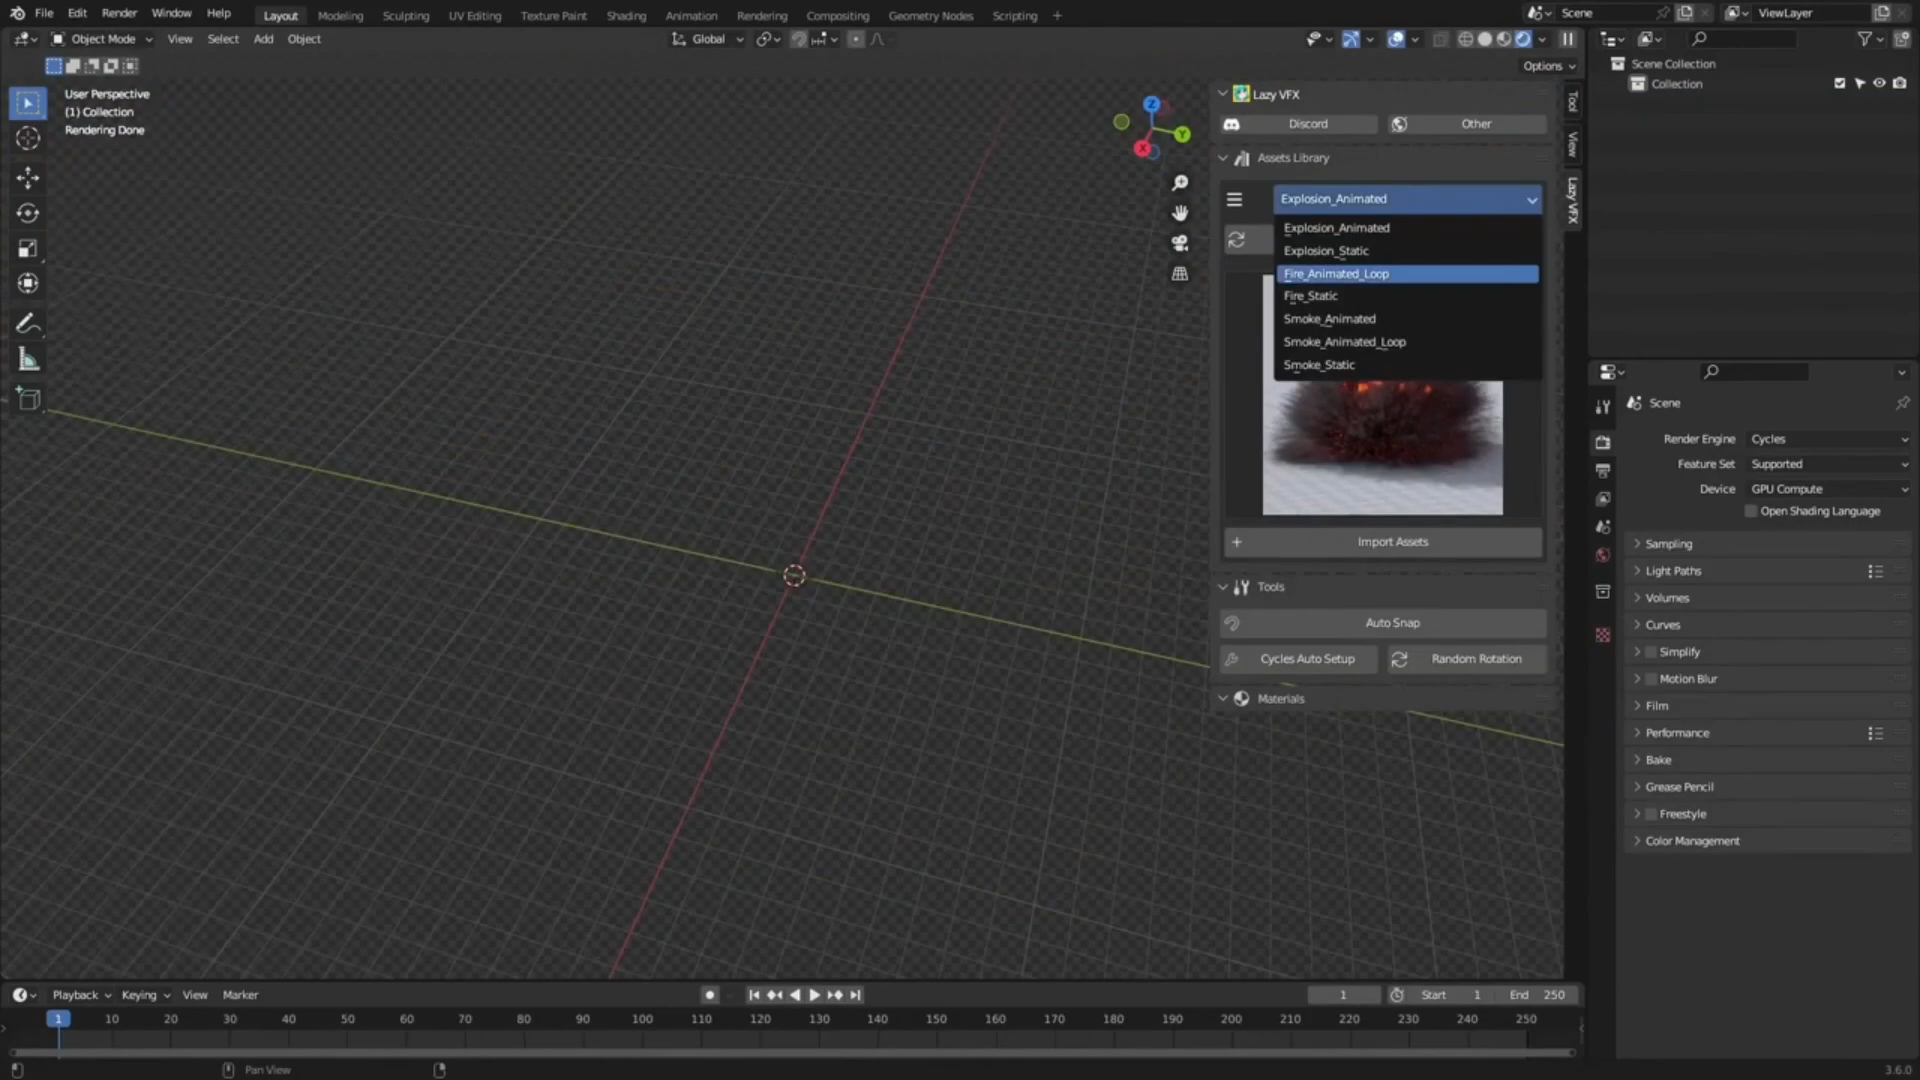 File Edit Render Window Help Layout Modeling Sculpting UV Editing Texture Paint Shading Animation Rendering Compositing Geometry Nodes Scripting + Scene ViewLayer
Object Mode View Select Add Object Global
Options
User Perspective
(1) Collection
Rendering Done
Z
Y
X
Lazy VFX
Discord Other
Assets Library
Explosion_Animated
Explosion_Animated
Explosion_Static
Fire_Animated_Loop
Fire_Static
Smoke_Animated
Smoke_Animated_Loop
Smoke_Static
+ Import Assets
Tools
Auto Snap
Cycles Auto Setup Random Rotation
Materials
Tool
View
Lazy VFX
Scene Collection
Collection
Scene
Render Engine Cycles
Feature Set Supported
Device GPU Compute
Open Shading Language
Sampling
Light Paths
Volumes
Curves
Simplify
Motion Blur
Film
Performance
Bake
Grease Pencil
Freestyle
Color Management
Playback Keying View Marker 1 Start 1 End 250
1 10 20 30 40 50 60 70 80 90 100 110 120 130 140 150 160 170 180 190 200 210 220 230 240 250
Pan View 3.6.0